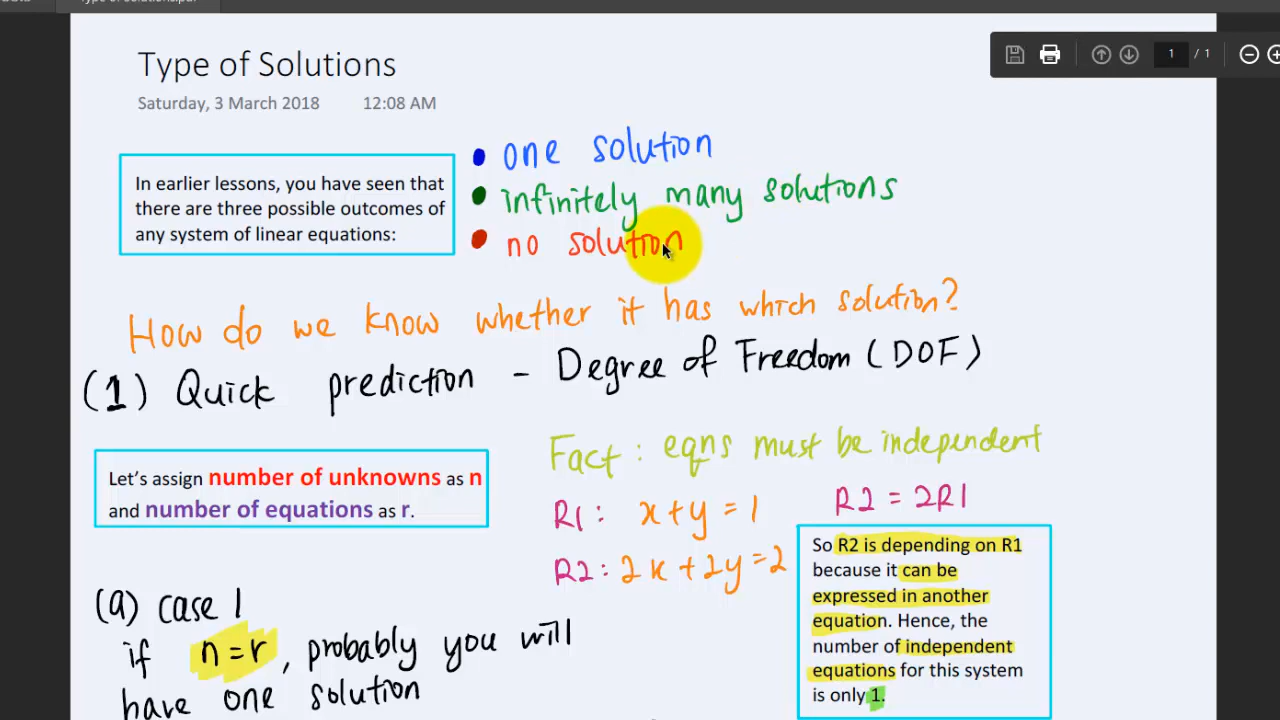 Type of Solutions
Saturday, 3 March 2018 12:08 AM
1 / 1
In earlier lessons, you have seen that
there are three possible outcomes of
any system of linear equations:
• one solution
• infinitely many solutions
• no solution
How do we know whether it has which solution?
(1) Quick prediction - Degree of Freedom (DOF)
Let's assign number of unknowns as n
and number of equations as r.
Fact : eqns must be independent
R1 : x + y = 1 R2 = 2R1
R2 : 2x + 2y = 2
So R2 is depending on R1
because it can be
expressed in another
equation. Hence, the
number of independent
equations for this system
is only 1.
(a) case 1
if n = r, probably you will
have one solution